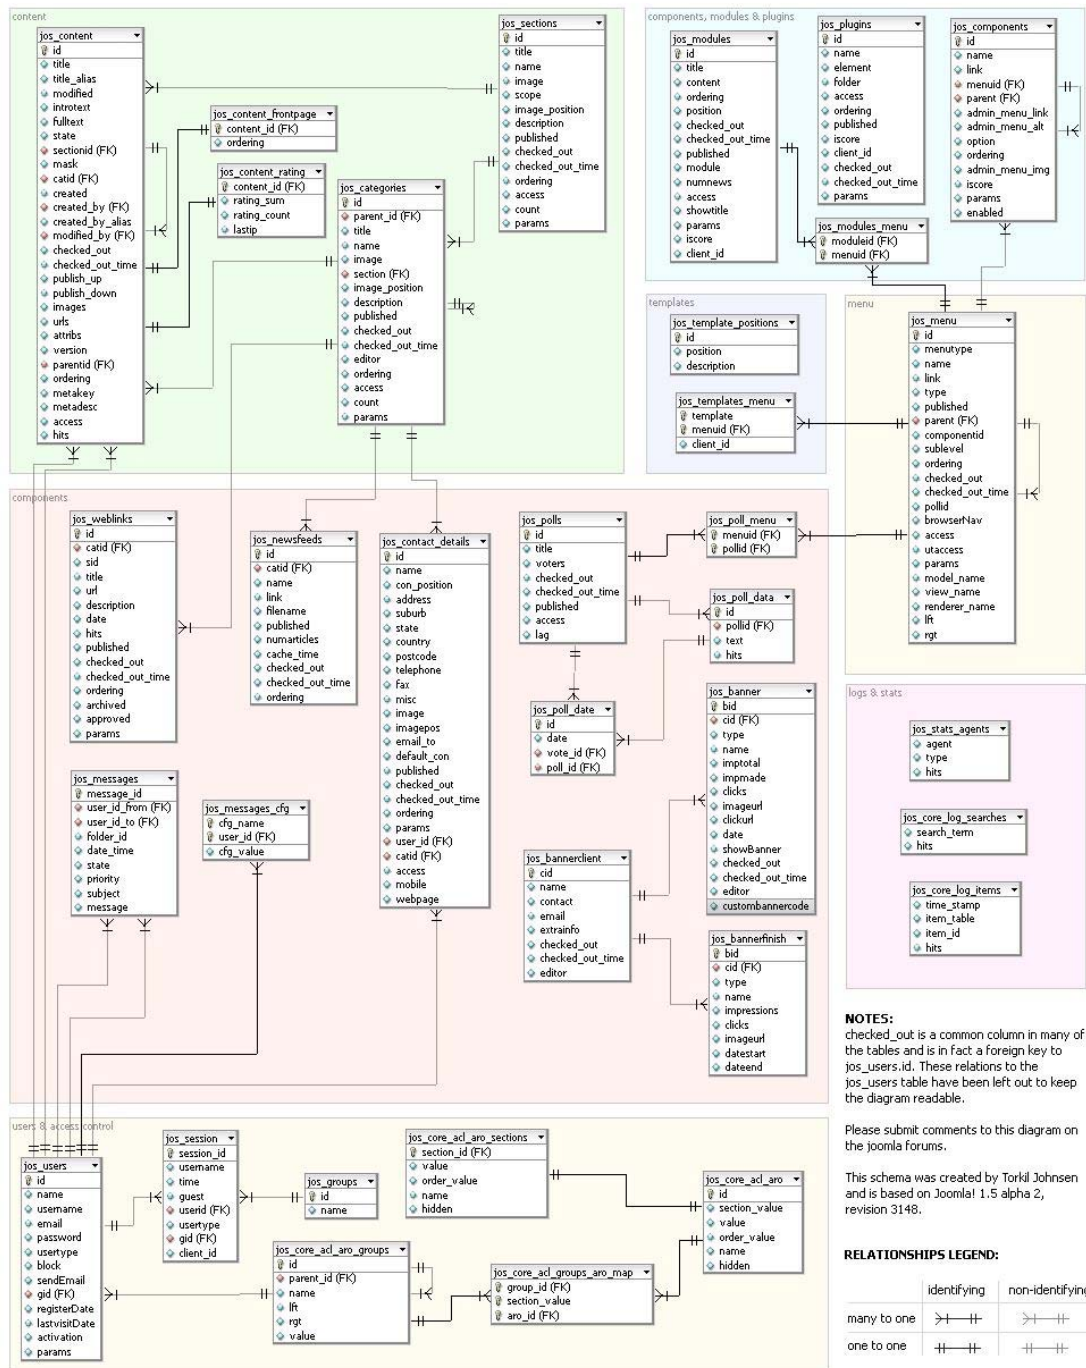 content
jos_content
id
title
title_alias
modified
introtext
fulltext
state
sectionid (FK)
mask
catid (FK)
created
created_by (FK)
created_by_alias
modified_by (FK)
checked_out
checked_out_time
publish_up
publish_down
images
urls
attribs
version
parentid (FK)
ordering
metakey
metadesc
access
hits
jos_content_frontpage
content_id (FK)
ordering
jos_content_rating
content_id (FK)
rating_sum
rating_count
lastip
jos_categories
id
parent_id (FK)
title
name
image
section (FK)
image_position
description
published
checked_out
checked_out_time
editor
ordering
access
count
params
jos_sections
id
title
name
image
scope
image_position
description
published
checked_out
checked_out_time
ordering
access
count
params
components, modules & plugins
jos_modules
id
title
content
ordering
position
checked_out
checked_out_time
published
module
numnews
access
showtitle
params
iscore
client_id
jos_plugins
id
name
element
folder
access
ordering
published
iscore
client_id
checked_out
checked_out_time
params
jos_modules_menu
moduleid (FK)
menuid (FK)
jos_components
id
name
link
menuid (FK)
parent (FK)
admin_menu_link
admin_menu_alt
option
ordering
admin_menu_img
iscore
params
enabled
templates
jos_template_positions
id
position
description
jos_templates_menu
template
menuid (FK)
client_id
menu
jos_menu
id
menutype
name
link
type
published
parent (FK)
componentid
sublevel
ordering
checked_out
checked_out_time
pollid
browserNav
access
utaccess
params
model_name
view_name
renderer_name
lft
rgt
components
jos_weblinks
id
catid (FK)
sid
title
url
description
date
hits
published
checked_out
checked_out_time
ordering
archived
approved
params
jos_newsfeeds
id
catid (FK)
name
link
filename
published
numarticles
cache_time
checked_out
checked_out_time
ordering
jos_contact_details
id
name
con_position
address
suburb
state
country
postcode
telephone
fax
misc
image
imagepos
email_to
default_con
published
checked_out
checked_out_time
ordering
params
user_id (FK)
catid (FK)
access
mobile
webpage
jos_polls
id
title
voters
checked_out
checked_out_time
published
access
lag
jos_poll_menu
menuid (FK)
pollid (FK)
jos_poll_data
id
pollid (FK)
text
hits
jos_poll_date
id
date
vote_id (FK)
poll_id (FK)
jos_banner
bid
cid (FK)
type
name
imptotal
impmade
clicks
imageurl
clickurl
date
showBanner
checked_out
checked_out_time
editor
custombannercode
jos_messages
message_id
user_id_from (FK)
user_id_to (FK)
folder_id
date_time
state
priority
subject
message
jos_messages_cfg
cfg_name
user_id (FK)
cfg_value
jos_bannerclient
cid
name
contact
email
extrainfo
checked_out
checked_out_time
editor
jos_bannerfinish
bid
cid (FK)
type
name
impressions
clicks
imageurl
datestart
dateend
logs & stats
jos_stats_agents
agent
type
hits
jos_core_log_searches
search_term
hits
jos_core_log_items
time_stamp
item_table
item_id
hits
users & access control
jos_users
id
name
username
email
password
usertype
block
sendEmail
gid (FK)
registerDate
lastvisitDate
activation
params
jos_session
session_id
username
time
guest
userid (FK)
usertype
gid (FK)
client_id
jos_groups
id
name
jos_core_acl_aro_groups
id
parent_id (FK)
name
lft
rgt
value
jos_core_acl_aro_sections
section_id (FK)
value
order_value
name
hidden
jos_core_acl_groups_aro_map
group_id (FK)
section_value
aro_id (FK)
jos_core_acl_aro
id
section_value
value
order_value
name
hidden
NOTES:
checked_out is a common column in many of
the tables and is in fact a foreign key to
jos_users.id. These relations to the
jos_users table have been left out to keep
the diagram readable.
Please submit comments to this diagram on
the joomla forums.
This schema was created by Torkil Johnsen
and is based on Joomla! 1.5 alpha 2,
revision 3148.
RELATIONSHIPS LEGEND:
identifying non-identifying
many to one
one to one